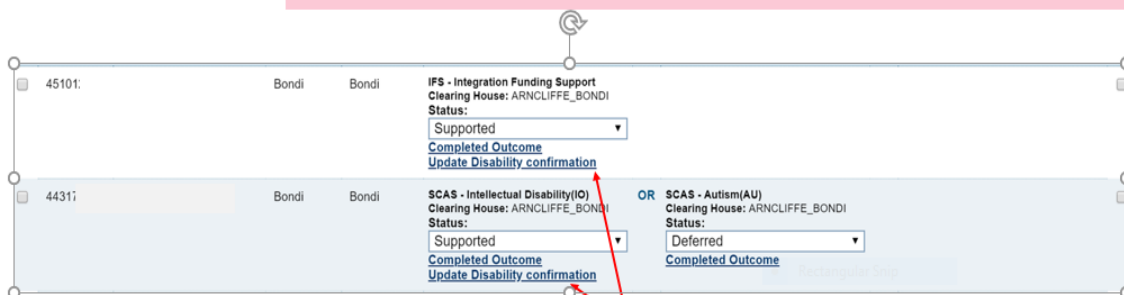 45101:
Bondi
Bondi
IFS - Integration Funding Support
Clearing House: ARNCLIFFE_BONDI
Status:
Supported
Completed Outcome
Update Disability confirmation
44317
Bondi
Bondi
SCAS - Intellectual Disability(IO)
Clearing House: ARNCLIFFE_BONDI
Status:
Supported
Completed Outcome
Update Disability confirmation
OR
SCAS - Autism(AU)
Clearing House: ARNCLIFFE_BONDI
Status:
Deferred
Completed Outcome
Rectangular Snip